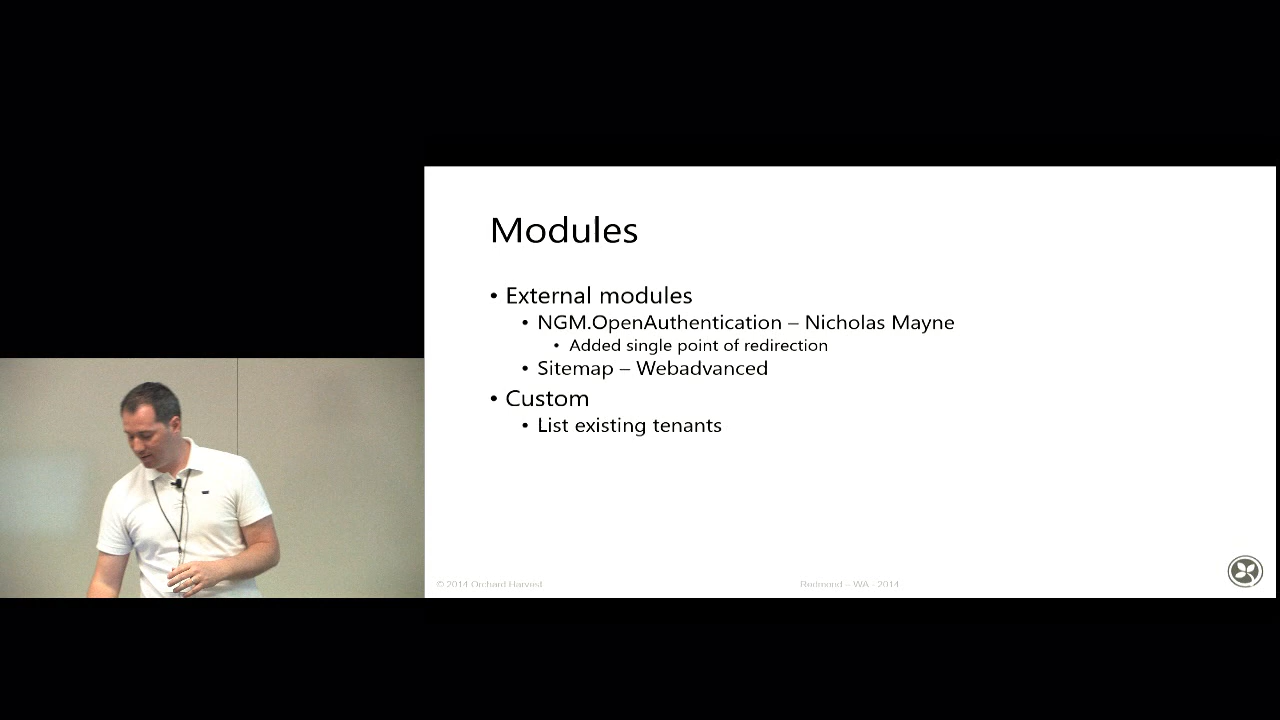 Modules
• External modules
• NGM.OpenAuthentication – Nicholas Mayne
• Added single point of redirection
• Sitemap – Webadvanced
• Custom
• List existing tenants
© 2014 Orchard Harvest
Redmond – WA - 2014